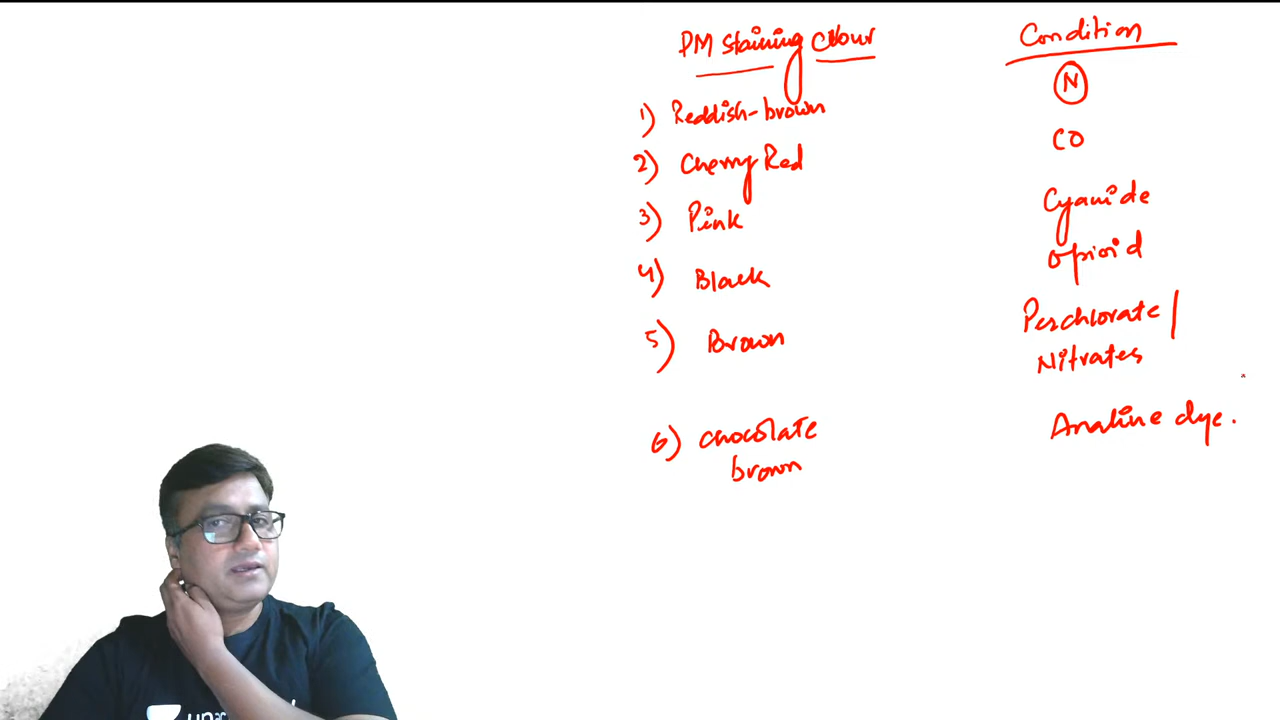 PM Staining Colour Condition
1) Reddish-brown N
2) Cherry Red CO
3) Pink Cyanide
4) Black Opioid
5) Brown Perchlorate /
Nitrates
6) Chocolate Analine dye.
brown